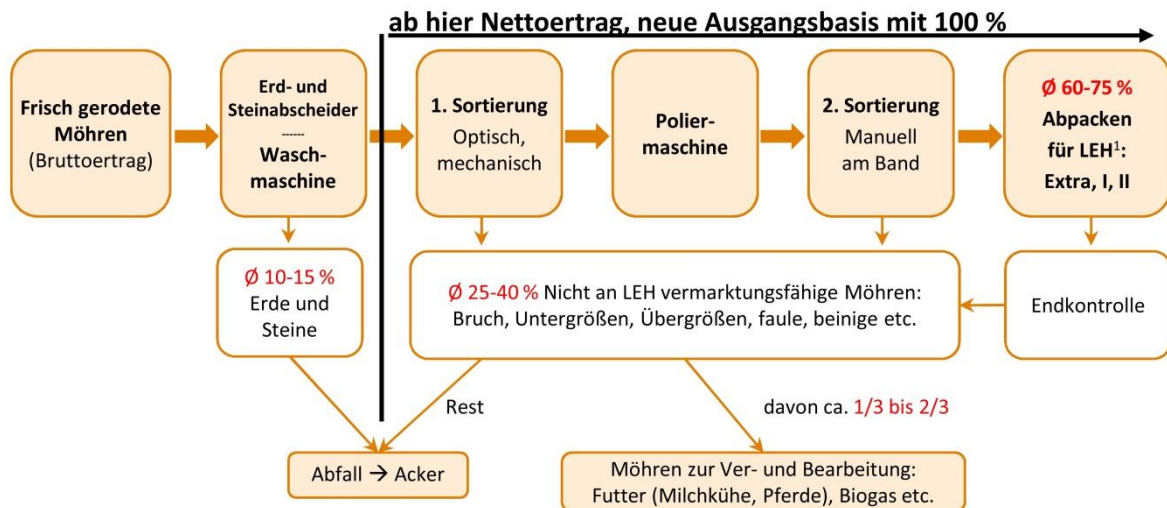 ab hier Nettoertrag, neue Ausgangsbasis mit 100 %
Frisch gerodete
Möhren
(Bruttoertrag)
Erd- und
Steinabscheider
------
Wasch-
maschine
1. Sortierung
Optisch,
mechanisch
Polier-
maschine
2. Sortierung
Manuell
am Band
Ø 60-75 %
Abpacken
für LEH¹:
Extra, I, II
Ø 10-15 %
Erde und
Steine
Ø 25-40 % Nicht an LEH vermarktungsfähige Möhren:
Bruch, Untergrößen, Übergrößen, faule, beinige etc.
Endkontrolle
Rest
davon ca. 1/3 bis 2/3
Abfall → Acker
Möhren zur Ver- und Bearbeitung:
Futter (Milchkühe, Pferde), Biogas etc.